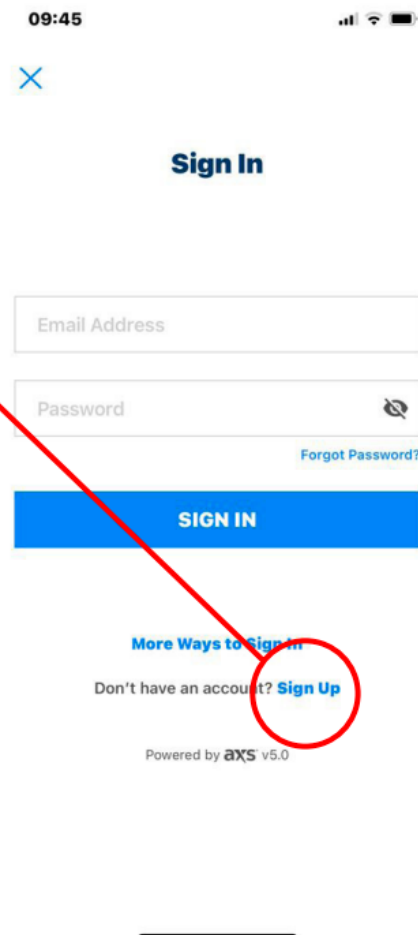 09:45
Sign In
Email Address
Password
Forgot Password?
SIGN IN
More Ways to Sign In
Don't have an account? Sign Up
Powered by axs v5.0